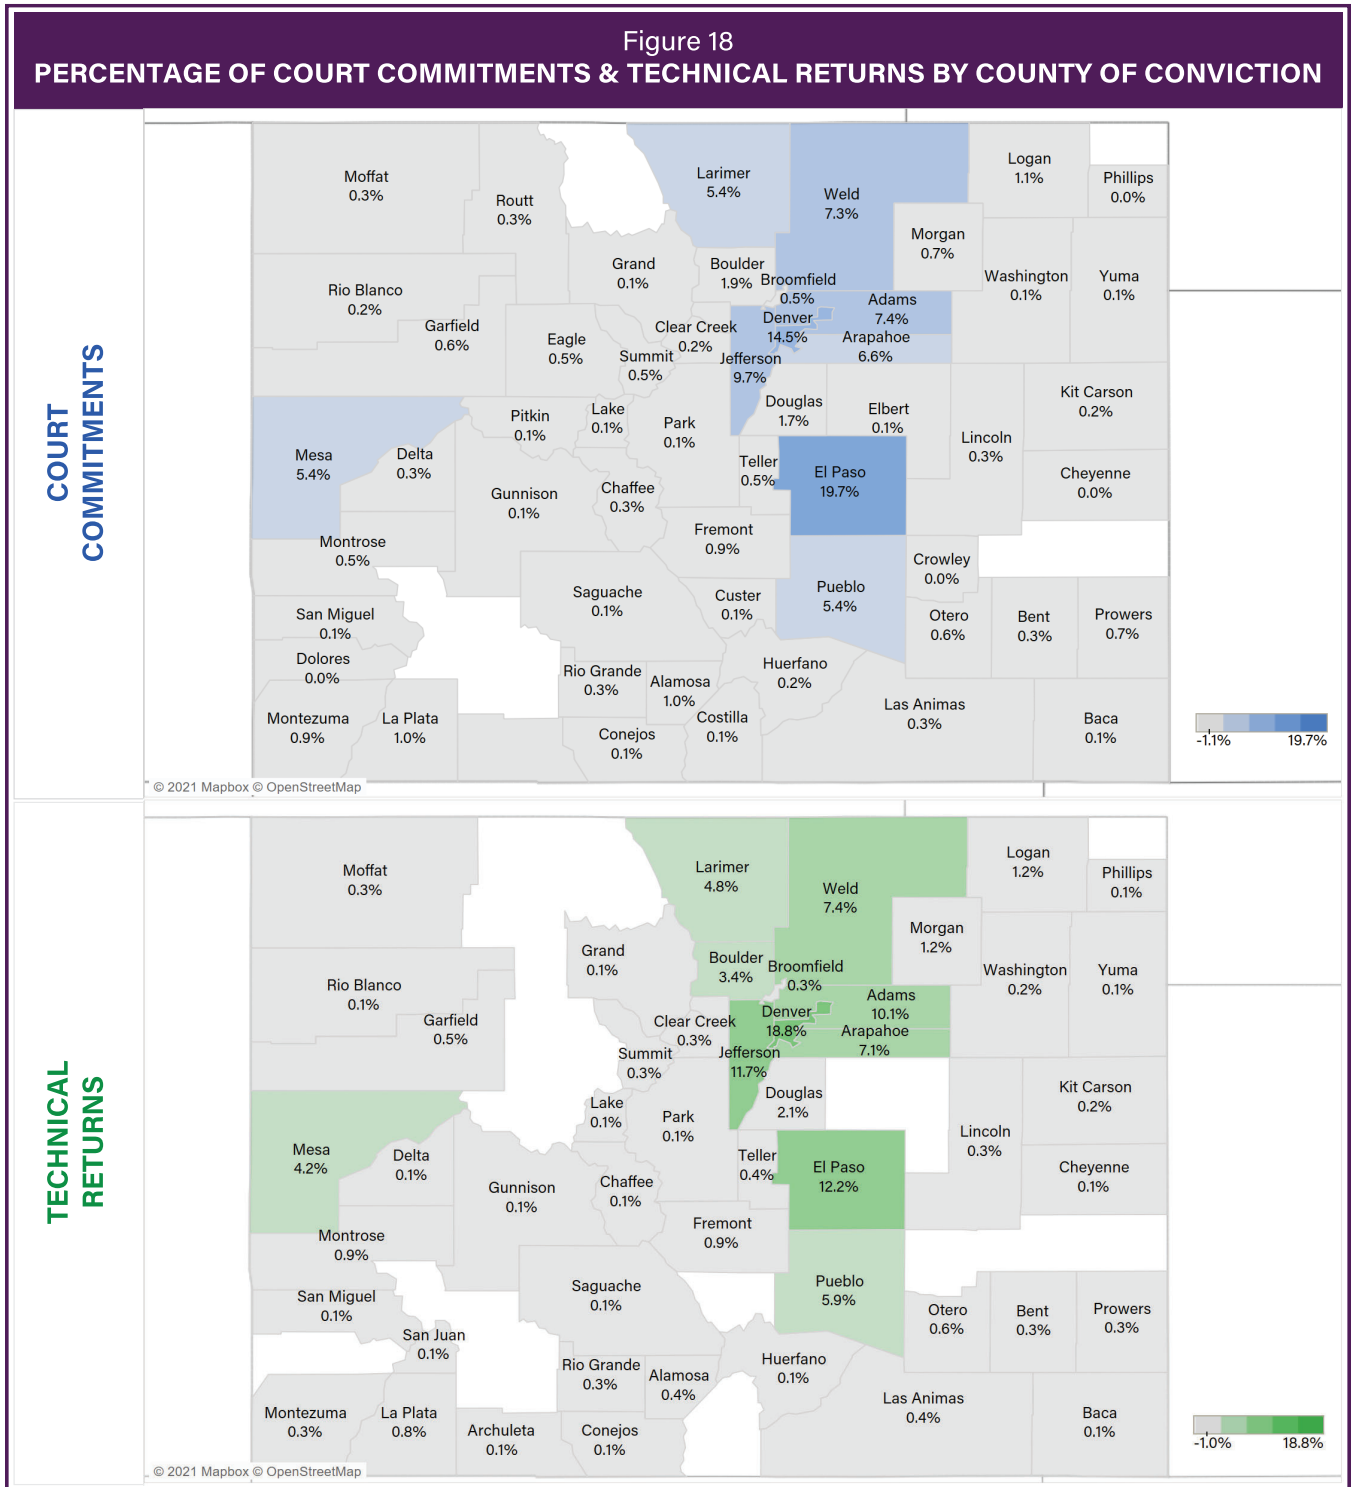 Figure 18
PERCENTAGE OF COURT COMMITMENTS & TECHNICAL RETURNS BY COUNTY OF CONVICTION
COURT
COMMITMENTS
Moffat
0.3%
Routt
0.3%
Larimer
5.4%
Weld
7.3%
Logan
1.1%
Phillips
0.0%
Morgan
0.7%
Rio Blanco
0.2%
Grand
0.1%
Boulder
1.9%
Broomfield
0.5%
Washington
0.1%
Yuma
0.1%
Garfield
0.6%
Eagle
0.5%
Clear Creek
0.2%
Summit
0.5%
Denver
14.5%
Adams
7.4%
Arapahoe
6.6%
Jefferson
9.7%
Pitkin
0.1%
Lake
0.1%
Park
0.1%
Douglas
1.7%
Elbert
0.1%
Kit Carson
0.2%
Lincoln
0.3%
Mesa
5.4%
Delta
0.3%
Gunnison
0.1%
Chaffee
0.3%
Teller
0.5%
El Paso
19.7%
Cheyenne
0.0%
Montrose
0.5%
Fremont
0.9%
Crowley
0.0%
Saguache
0.1%
Custer
0.1%
Pueblo
5.4%
San Miguel
0.1%
Otero
0.6%
Bent
0.3%
Prowers
0.7%
Dolores
0.0%
Rio Grande
0.3%
Alamosa
1.0%
Huerfano
0.2%
Montezuma
0.9%
La Plata
1.0%
Conejos
0.1%
Costilla
0.1%
Las Animas
0.3%
Baca
0.1%
-1.1% 19.7%
© 2021 Mapbox © OpenStreetMap
TECHNICAL
RETURNS
Moffat
0.3%
Larimer
4.8%
Weld
7.4%
Logan
1.2%
Phillips
0.1%
Morgan
1.2%
Rio Blanco
0.1%
Grand
0.1%
Boulder
3.4%
Broomfield
0.3%
Washington
0.2%
Yuma
0.1%
Garfield
0.5%
Clear Creek
0.3%
Summit
0.3%
Denver
18.8%
Adams
10.1%
Arapahoe
7.1%
Jefferson
11.7%
Lake
0.1%
Park
0.1%
Douglas
2.1%
Kit Carson
0.2%
Lincoln
0.3%
Mesa
4.2%
Delta
0.1%
Gunnison
0.1%
Chaffee
0.1%
Teller
0.4%
El Paso
12.2%
Cheyenne
0.1%
Montrose
0.9%
Fremont
0.9%
Saguache
0.1%
Pueblo
5.9%
San Miguel
0.1%
Otero
0.6%
Bent
0.3%
Prowers
0.3%
San Juan
0.1%
Rio Grande
0.3%
Alamosa
0.4%
Huerfano
0.1%
Montezuma
0.3%
La Plata
0.8%
Archuleta
0.1%
Conejos
0.1%
Las Animas
0.4%
Baca
0.1%
-1.0% 18.8%
© 2021 Mapbox © OpenStreetMap